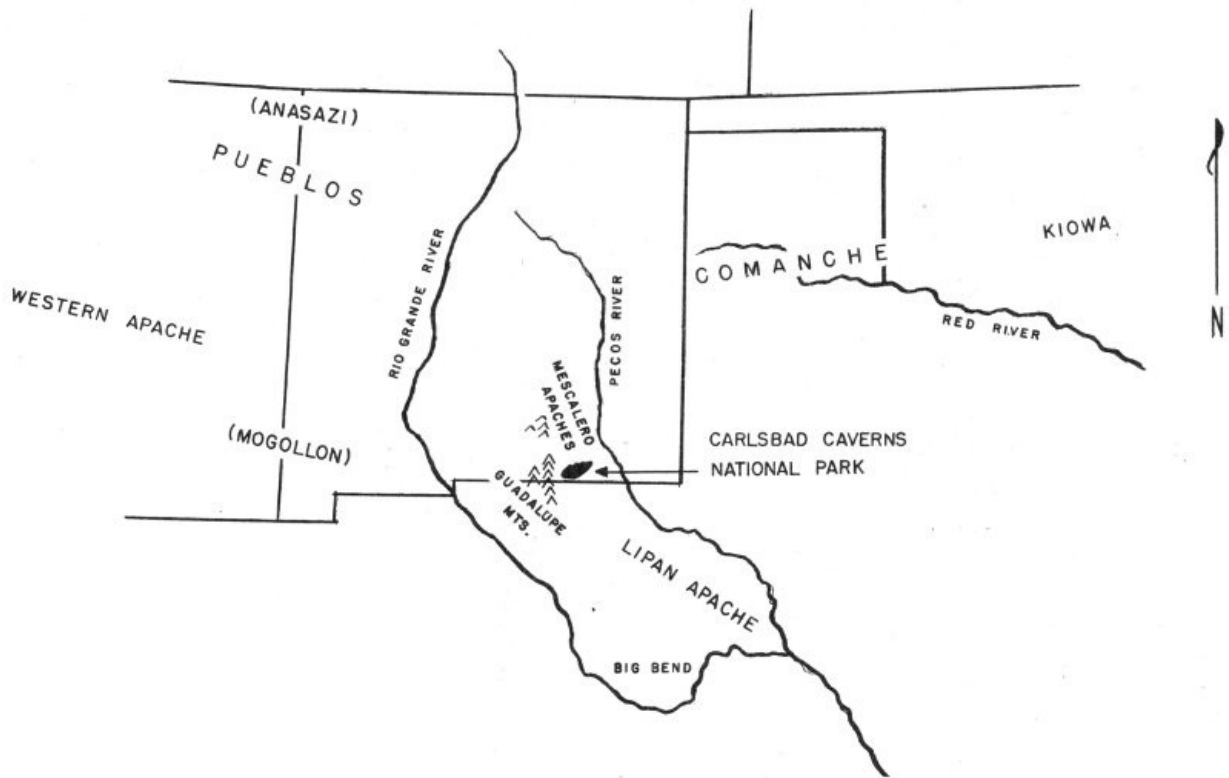 (ANASAZI)
PUEBLOS
KIOWA
COMANCHE
WESTERN APACHE
RIO GRANDE RIVER
PECOS RIVER
RED RIVER
N
MESCALERO
APACHES
(MOGOLLON)
CARLSBAD CAVERNS
NATIONAL PARK
GUADALUPE
MTS.
LIPAN APACHE
BIG BEND